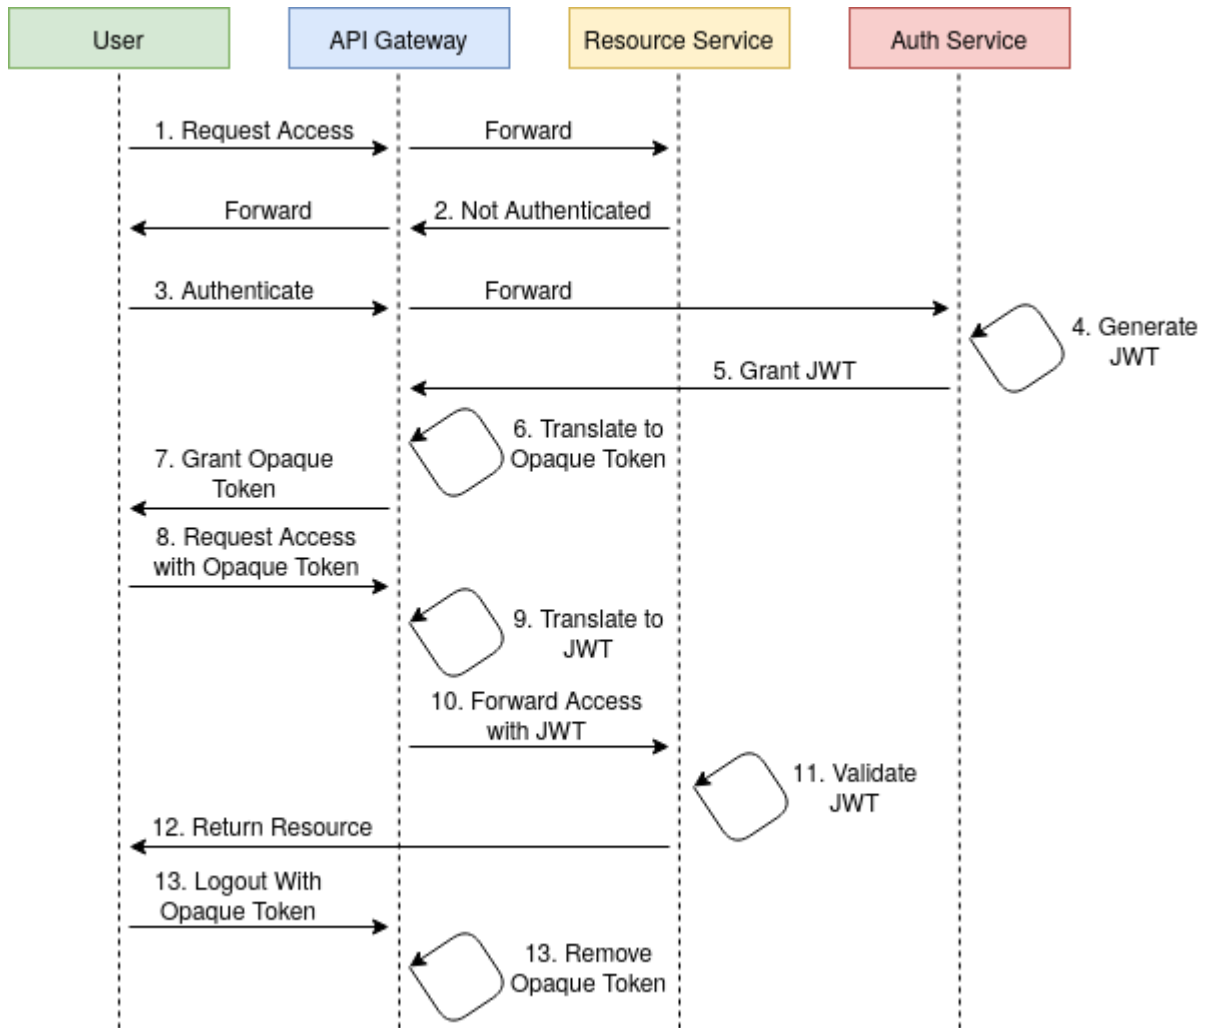 User
API Gateway
Resource Service
Auth Service
1. Request Access
Forward
Forward
2. Not Authenticated
3. Authenticate
Forward
4. Generate
JWT
5. Grant JWT
6. Translate to
Opaque Token
7. Grant Opaque
Token
8. Request Access
with Opaque Token
9. Translate to
JWT
10. Forward Access
with JWT
11. Validate
JWT
12. Return Resource
13. Logout With
Opaque Token
13. Remove
Opaque Token